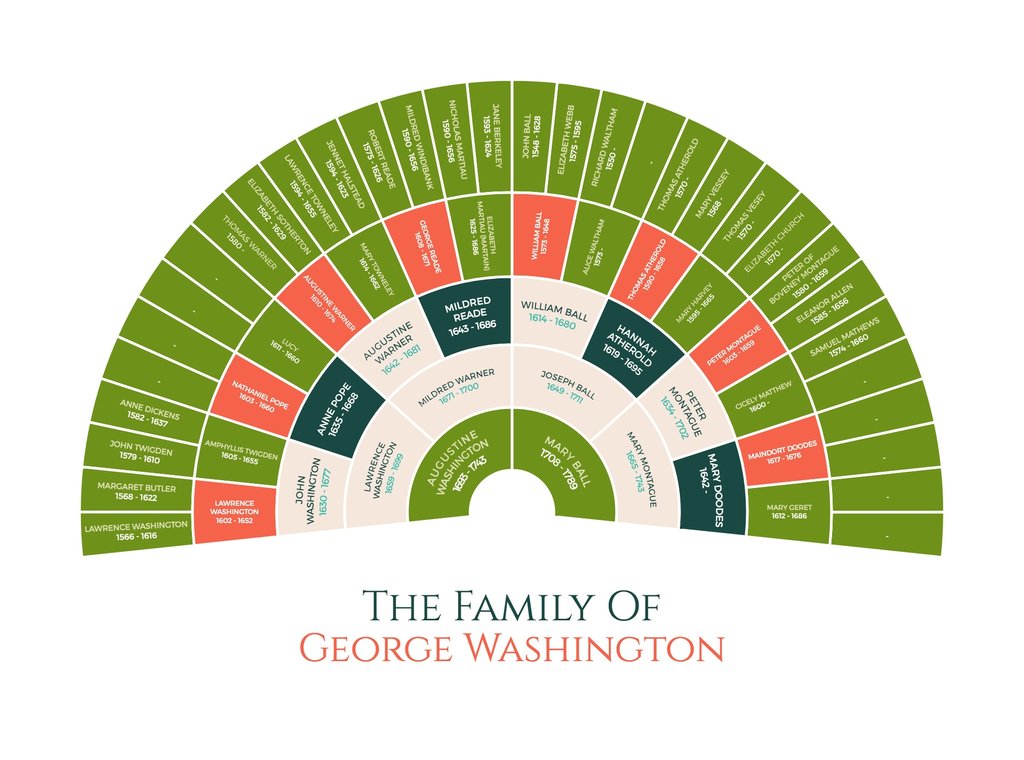 LAWRENCE WASHINGTON
1566 - 1616
MARGARET BUTLER
1568 - 1622
JOHN TWIGDEN
1579 - 1610
ANNE DICKENS
1582 - 1637
-
-
-
-
THOMAS WARNER
1580 -
ELIZABETH SOTHERTON
1582 - 1629
LAWRENCE TOWNELEY
1594 - 1655
JENNET HALSTEAD
1594 - 1623
ROBERT READE
1575 - 1626
MILDRED WINDIBANK
1590 - 1656
NICHOLAS MARTIAU
1590 - 1656
JANE BERKELEY
1593 - 1624
JOHN BALL
1548 - 1628
ELIZABETH WEBB
1573 - 1595
RICHARD WALTHAM
1550 -
-
THOMAS ATHEROLD
1570 -
MARY VESSEY
1568 -
THOMAS VESEY
1570 -
ELIZABETH CHURCH
1570 -
PETER OF
BOVENEY MONTAGUE
1580 - 1659
ELEANOR ALLEN
1585 - 1656
SAMUEL MATHEWS
1574 - 1660
-
-
-
-
-
LAWRENCE
WASHINGTON
1602 - 1652
AMPHYLLIS TWIGDEN
1605 - 1655
NATHANIEL POPE
1603 - 1660
LUCY
1611 - 1660
AUGUSTINE WARNER
1610 - 1674
MARY TOWNELEY
1614 - 1662
GEORGE READE
1608 - 1671
ELIZABETH
MARTIAU (MARTAIN)
1625 - 1686
WILLIAM BALL
1573 - 1648
ALICE WALTHAM
1573 -
THOMAS ATHEROLD
1590 - 1658
MARY HARVEY
1595 - 1665
PETER MONTAGUE
1603 - 1659
CICELY MATTHEW
1600 -
MAINDORT DOODES
1617 - 1676
MARY GERET
1612 - 1686
JOHN
WASHINGTON
1630 - 1677
ANNE POPE
1635 - 1668
AUGUSTINE
WARNER
1642 - 1681
MILDRED
READE
1643 - 1686
WILLIAM BALL
1614 - 1680
HANNAH
ATHEROLD
1619 - 1695
PETER
MONTAGUE
1634 - 1702
MARY DOODES
1642 -
LAWRENCE
WASHINGTON
1659 - 1699
MILDRED WARNER
1671 - 1700
JOSEPH BALL
1649 - 1711
MARY MONTAGUE
1665 - 1743
AUGUSTINE
WASHINGTON
1693 - 1743
MARY BALL
1708 - 1789
THE FAMILY OF
GEORGE WASHINGTON